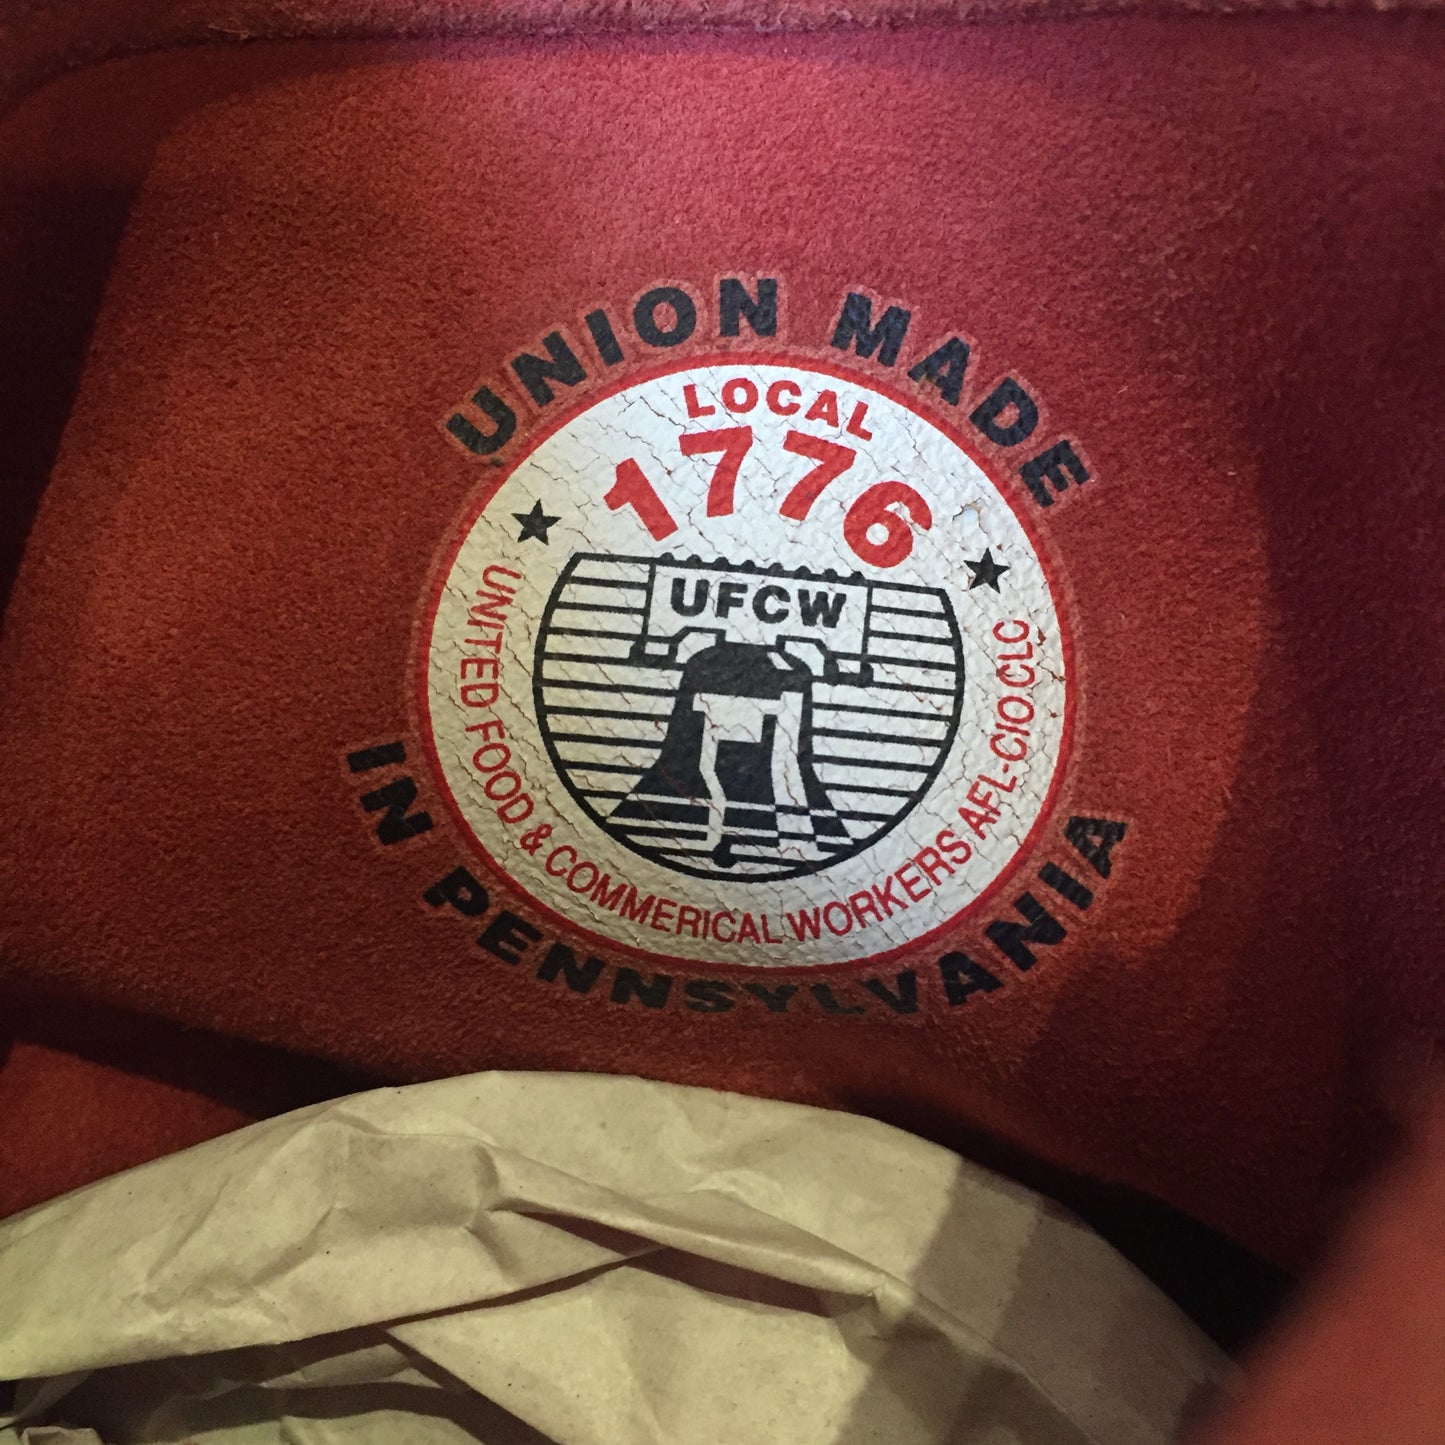 UNION MADE
LOCAL
1776
UFCW
UNITED FOOD & COMMERICAL WORKERS AFL-CIO.CLC
IN PENNSYLVANIA